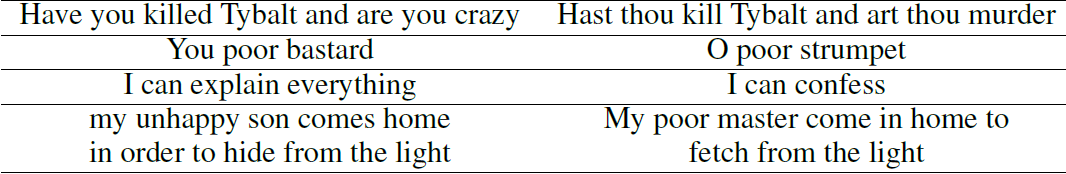 Have you killed Tybalt and are you crazy Hast thou kill Tybalt and art thou murder
You poor bastard O poor strumpet
I can explain everything I can confess
my unhappy son comes home My poor master come in home to
in order to hide from the light fetch from the light